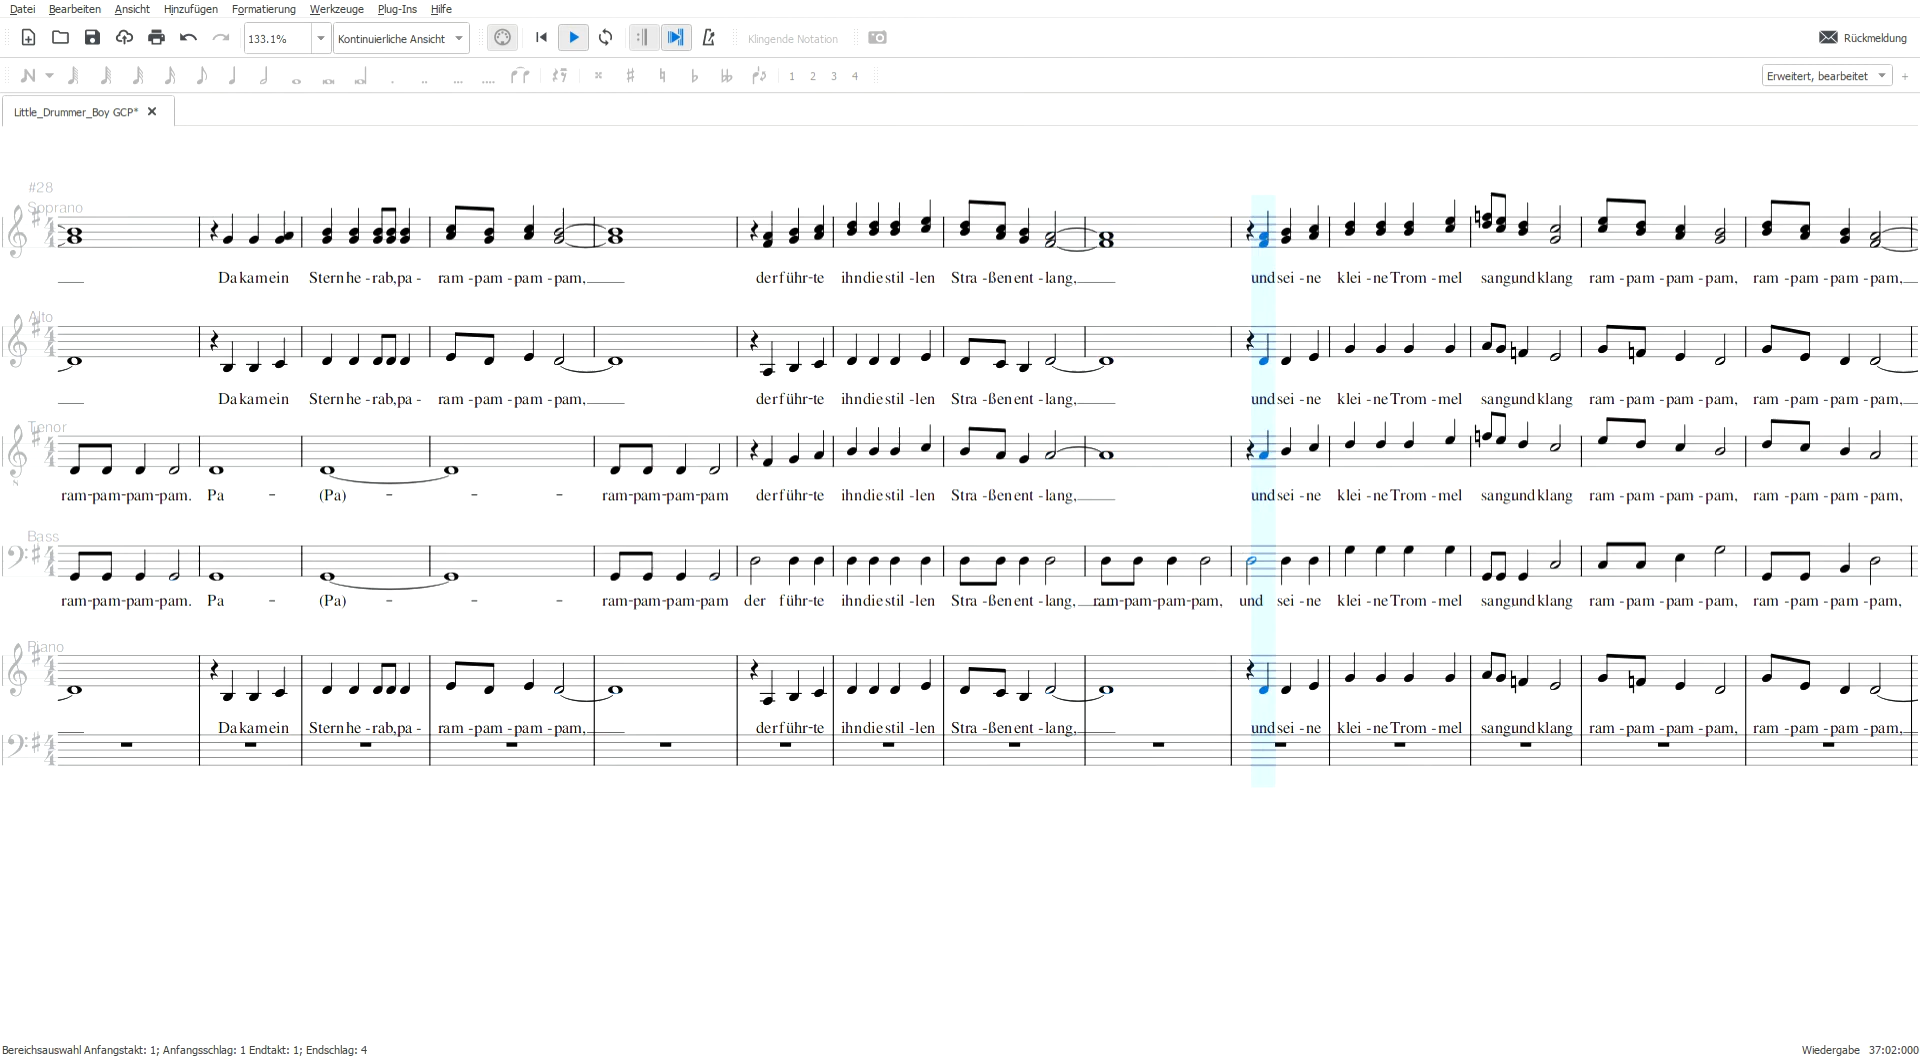 Datei Bearbeiten Ansicht Hinzufügen Formatierung Werkzeuge Plug-Ins Hilfe
133.1% Kontinuierliche Ansicht Klingende Notation Rückmeldung
1 2 3 4 Erweitert, bearbeitet +
Little_Drummer_Boy GCP*
#28
Soprano
Da kam ein Stern he - rab, pa - ram - pam - pam - pam, der führ - te ihn die stil - len Stra - ßen ent - lang, und sei - ne klei - ne Trom - mel sang und klang ram - pam - pam - pam, ram - pam - pam - pam,
Alto
Da kam ein Stern he - rab, pa - ram - pam - pam - pam, der führ - te ihn die stil - len Stra - ßen ent - lang, und sei - ne klei - ne Trom - mel sang und klang ram - pam - pam - pam, ram - pam - pam - pam,
Tenor
ram-pam-pam-pam. Pa - (Pa) - - - ram-pam-pam-pam der führ - te ihn die stil - len Stra - ßen ent - lang, und sei - ne klei - ne Trom - mel sang und klang ram - pam - pam - pam, ram - pam - pam - pam,
Bass
ram-pam-pam-pam. Pa - (Pa) - - - ram-pam-pam-pam der führ - te ihn die stil - len Stra - ßen ent - lang, ram-pam-pam-pam, und sei - ne klei - ne Trom - mel sang und klang ram - pam - pam - pam, ram - pam - pam - pam,
Piano
Da kam ein Stern he - rab, pa - ram - pam - pam - pam, der führ - te ihn die stil - len Stra - ßen ent - lang, und sei - ne klei - ne Trom - mel sang und klang ram - pam - pam - pam, ram - pam - pam - pam,
Bereichsauswahl Anfangstakt: 1; Anfangsschlag: 1 Endtakt: 1; Endschlag: 4 Wiedergabe 37:02:000